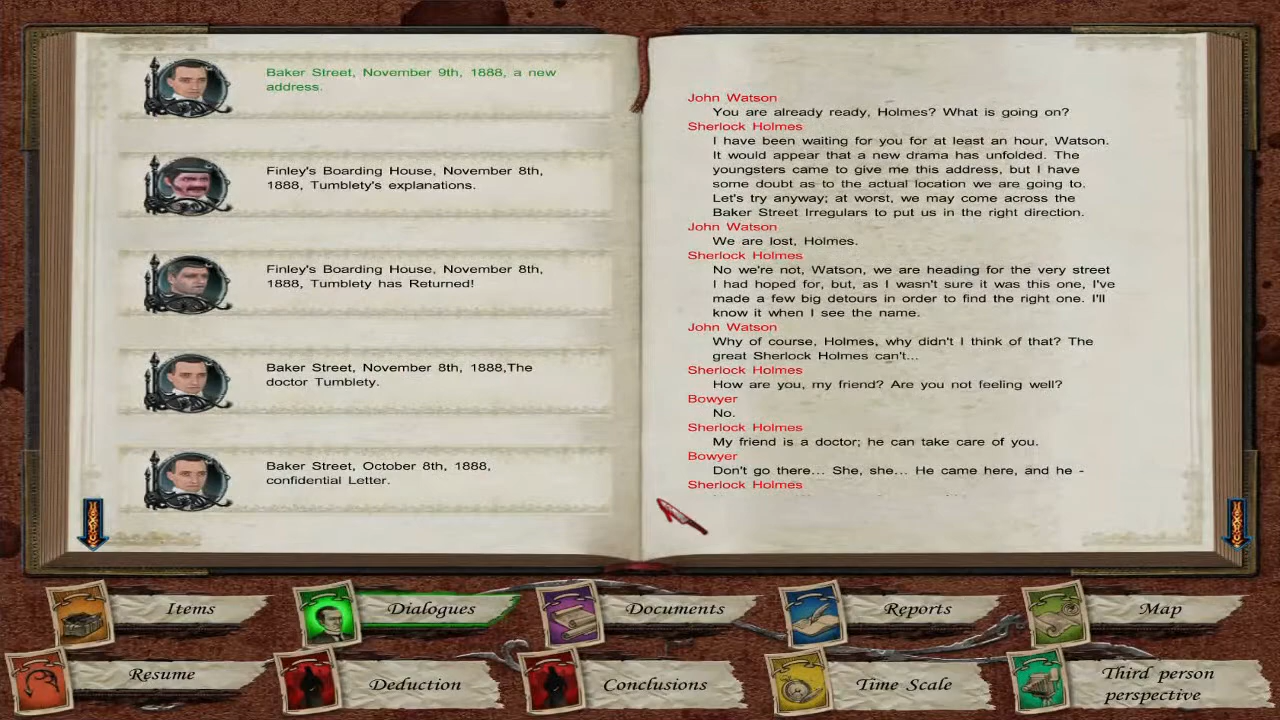 Baker Street, November 9th, 1888, a new
address.
Finley's Boarding House, November 8th,
1888, Tumblety's explanations.
Finley's Boarding House, November 8th,
1888, Tumblety has Returned!
Baker Street, November 8th, 1888,The
doctor Tumblety.
Baker Street, October 8th, 1888,
confidential Letter.
John Watson
You are already ready, Holmes? What is going on?
Sherlock Holmes
I have been waiting for you for at least an hour, Watson.
It would appear that a new drama has unfolded. The
youngsters came to give me this address, but I have
some doubt as to the actual location we are going to.
Let's try anyway; at worst, we may come across the
Baker Street Irregulars to put us in the right direction.
John Watson
We are lost, Holmes.
Sherlock Holmes
No we're not, Watson, we are heading for the very street
I had hoped for, but, as I wasn't sure it was this one, I've
made a few big detours in order to find the right one. I'll
know it when I see the name.
John Watson
Why of course, Holmes, why didn't I think of that? The
great Sherlock Holmes can't...
Sherlock Holmes
How are you, my friend? Are you not feeling well?
Bowyer
No.
Sherlock Holmes
My friend is a doctor; he can take care of you.
Bowyer
Don't go there... She, she... He came here, and he -
Sherlock Holmes
Items
Dialogues
Documents
Reports
Map
Resume
Deduction
Conclusions
Time Scale
Third person
perspective